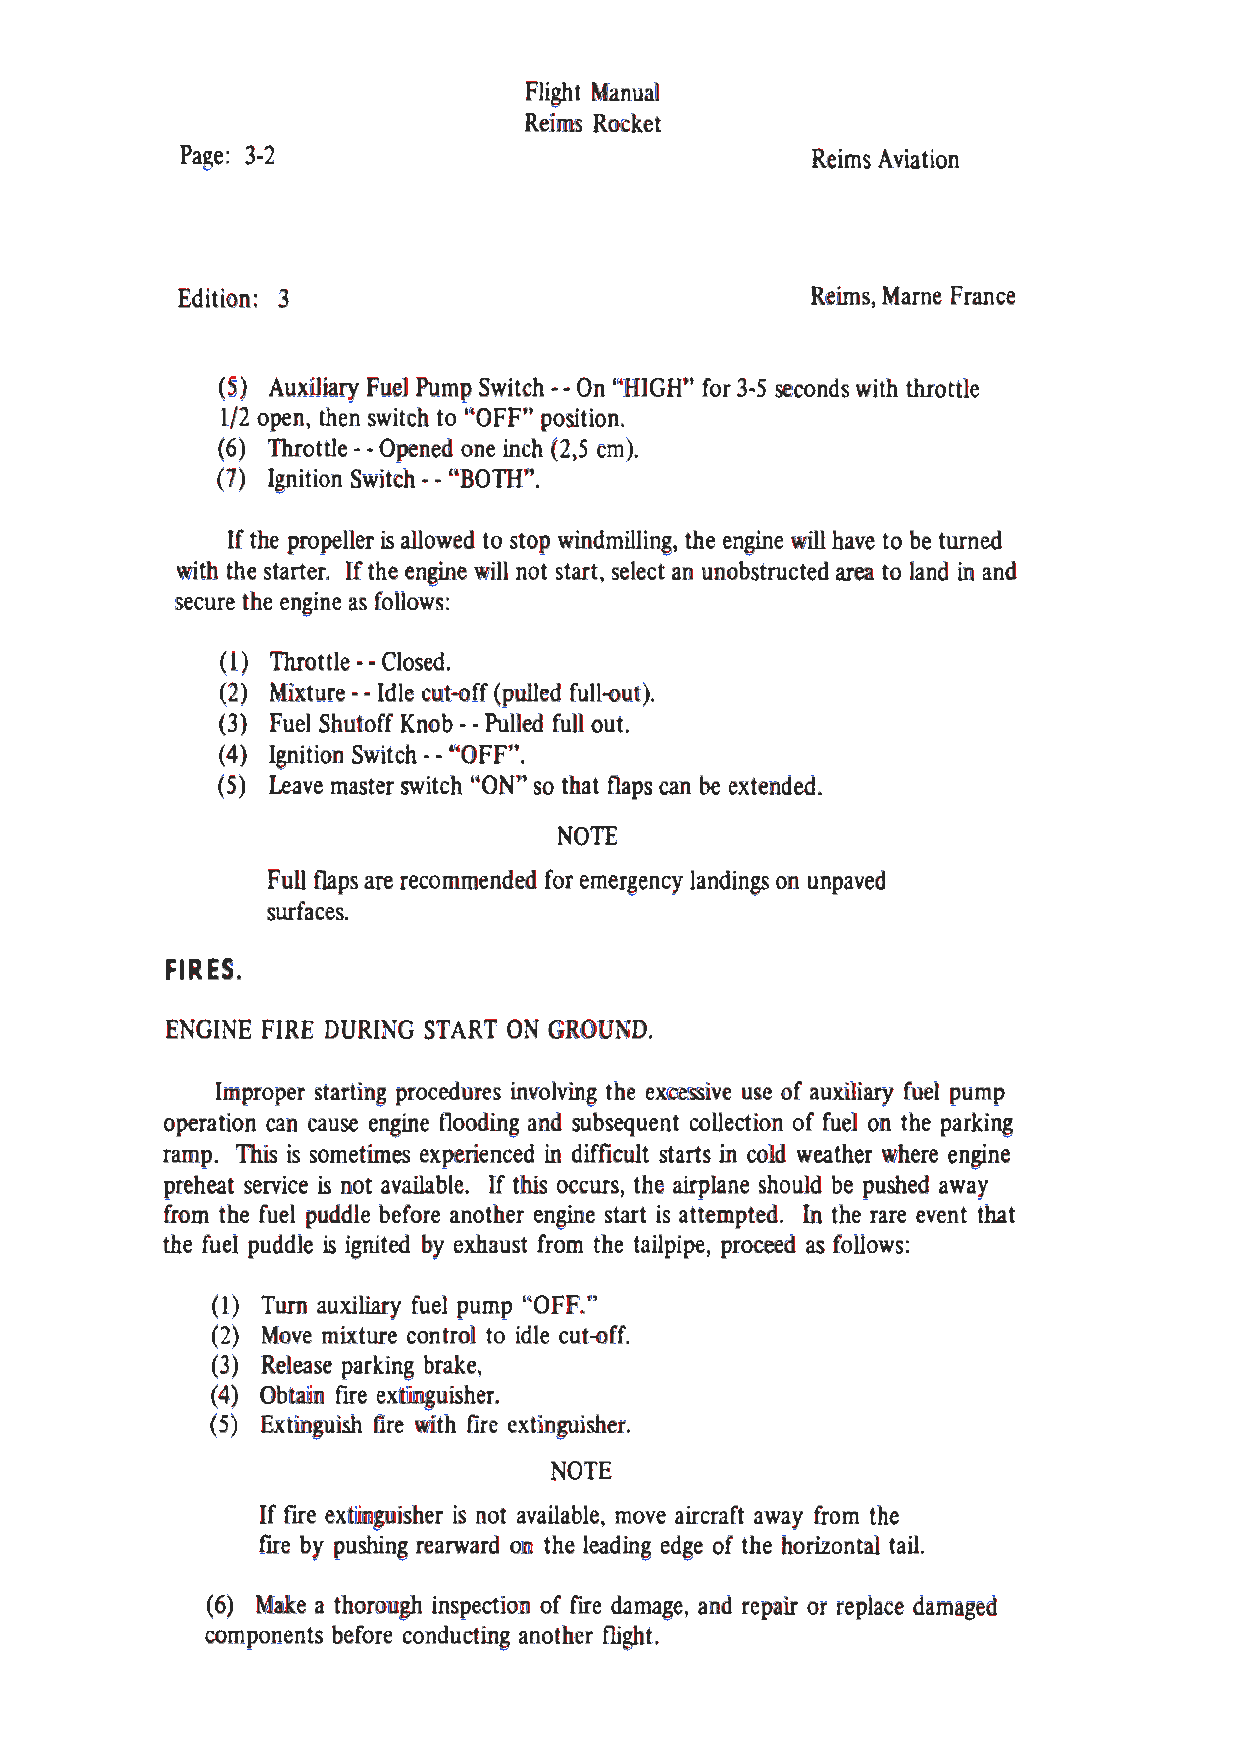 Flight Manual
Reims Rocket
Page: 3-2
Reims Aviation
Edition: 3
Reims, Marne France
(5) Auxiliary Fuel Pump Switch - - On "HIGH" for 3-5 seconds with throttle
1/2 open, then switch to "OFF" position.
(6) Throttle - - Opened one inch (2,5 cm).
(7) Ignition Switch - - "BOTH".
If the propeller is allowed to stop windmilling, the engine will have to be turned
with the starter. If the engine will not start, select an unobstructed area to land in and
secure the engine as follows:
(1) Throttle - - Closed.
(2) Mixture - - Idle cut-off (pulled full-out).
(3) Fuel Shutoff Knob - - Pulled full out.
(4) Ignition Switch - - "OFF".
(5) Leave master switch "ON" so that flaps can be extended.
NOTE
Full flaps are recommended for emergency landings on unpaved
surfaces.
FIRES.
ENGINE FIRE DURING START ON GROUND.
Improper starting procedures involving the excessive use of auxiliary fuel pump
operation can cause engine flooding and subsequent collection of fuel on the parking
ramp. This is sometimes experienced in difficult starts in cold weather where engine
preheat service is not available. If this occurs, the airplane should be pushed away
from the fuel puddle before another engine start is attempted. In the rare event that
the fuel puddle is ignited by exhaust from the tailpipe, proceed as follows:
(1) Turn auxiliary fuel pump "OFF."
(2) Move mixture control to idle cut-off.
(3) Release parking brake,
(4) Obtain fire extinguisher.
(5) Extinguish fire with fire extinguisher.
NOTE
If fire extinguisher is not available, move aircraft away from the
fire by pushing rearward on the leading edge of the horizontal tail.
(6) Make a thorough inspection of fire damage, and repair or replace damaged
components before conducting another flight.